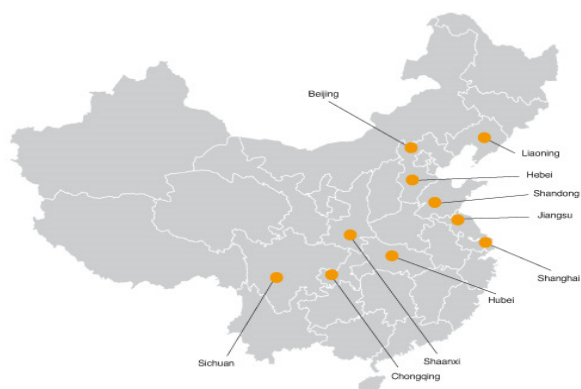 Beijing
Liaoning
Hebei
Shandong
Jiangsu
Shanghai
Hubei
Shaanxi
Sichuan
Chongqing